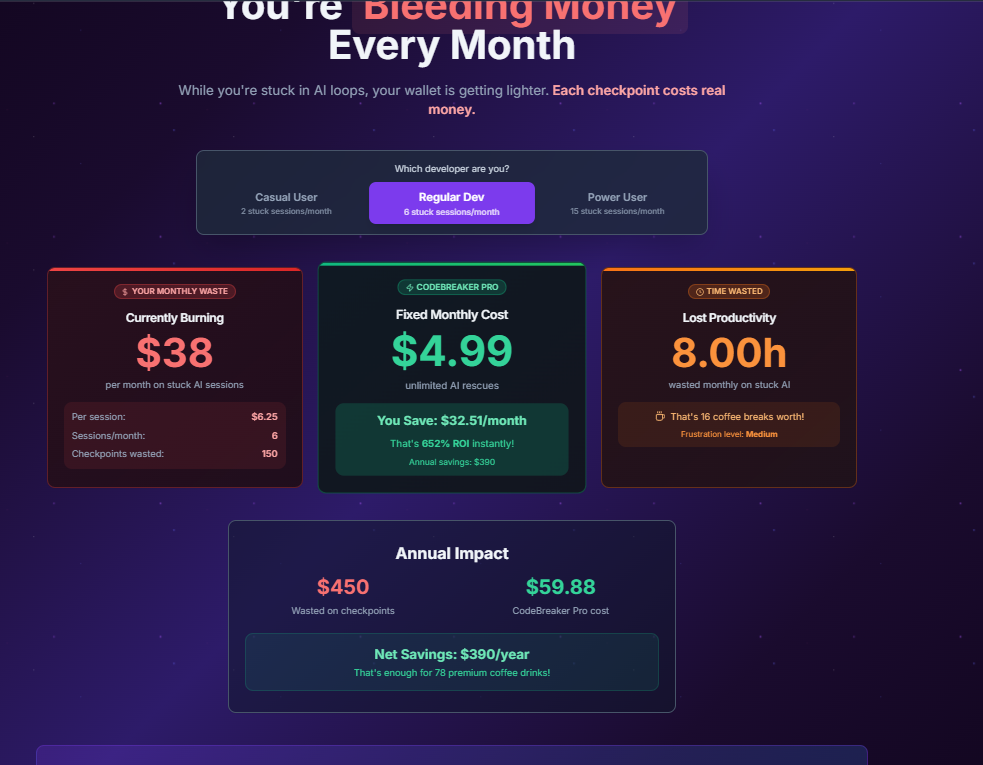 You're Bleeding Money
Every Month
While you're stuck in AI loops, your wallet is getting lighter. Each checkpoint costs real
money.
Which developer are you?
Casual User
2 stuck sessions/month
Regular Dev
6 stuck sessions/month
Power User
15 stuck sessions/month
YOUR MONTHLY WASTE
Currently Burning
$38
per month on stuck AI sessions
Per session: $6.25
Sessions/month: 6
Checkpoints wasted: 150
CODEBREAKER PRO
Fixed Monthly Cost
$4.99
unlimited AI rescues
You Save: $32.51/month
That's 652% ROI instantly!
Annual savings: $390
TIME WASTED
Lost Productivity
8.00h
wasted monthly on stuck AI
That's 16 coffee breaks worth!
Frustration level: Medium
Annual Impact
$450
Wasted on checkpoints
$59.88
CodeBreaker Pro cost
Net Savings: $390/year
That's enough for 78 premium coffee drinks!